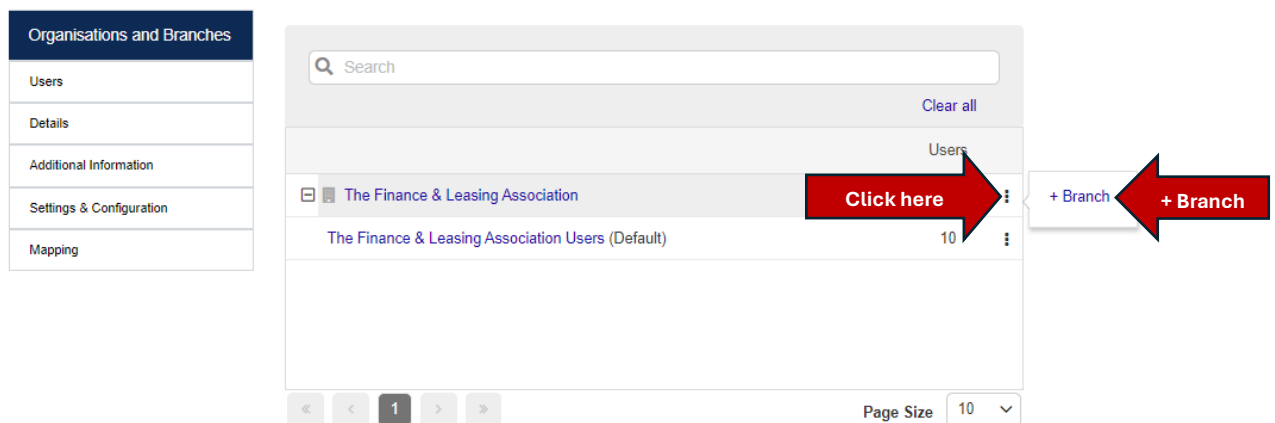 Organisations and Branches
Users
Details
Additional Information
Settings & Configuration
Mapping
Search
Clear all
Users
The Finance & Leasing Association
Click here
+ Branch
+ Branch
The Finance & Leasing Association Users (Default)
10
« < 1 > »
Page Size
10